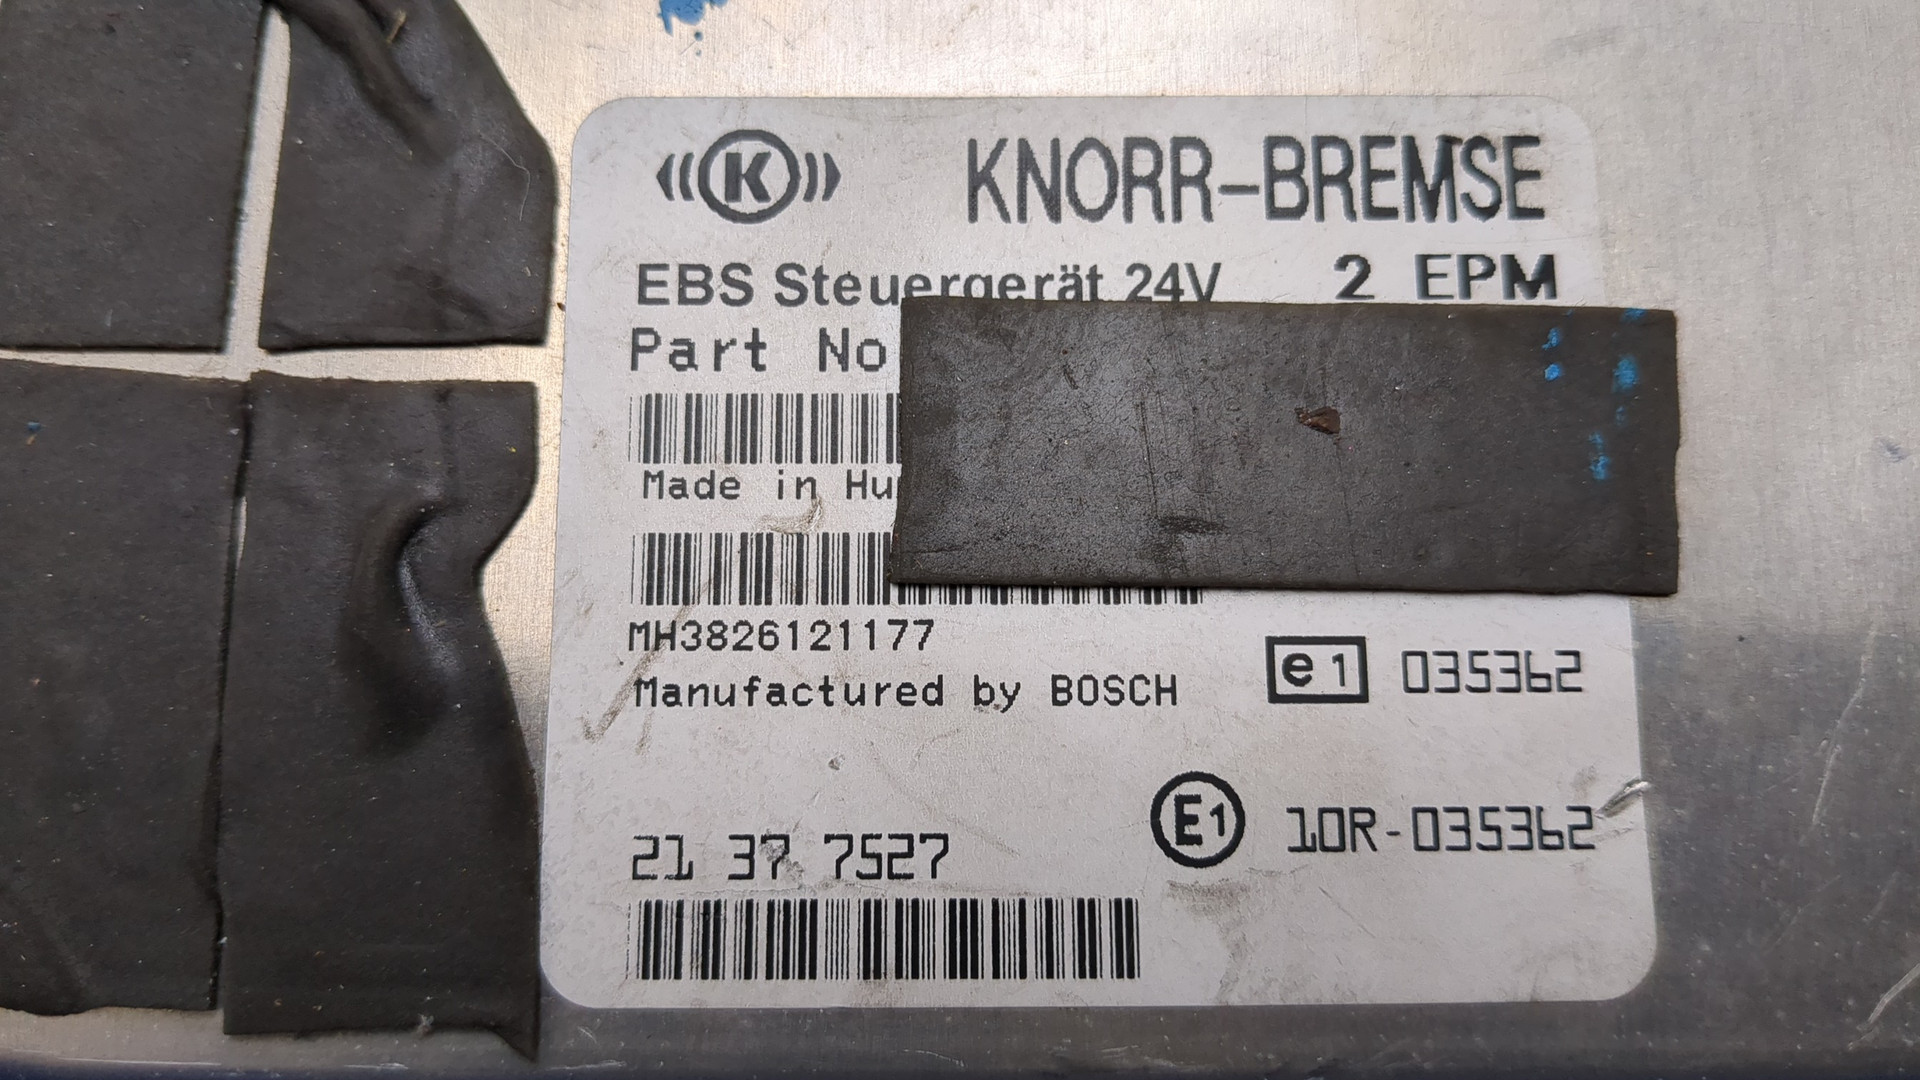 K KNORR-BREMSE
EBS Steuergerät 24V 2 EPM
Part No
Made in Hu
MH3826121177
Manufactured by BOSCH
e1 035362
E1 10R-035362
21 37 7527